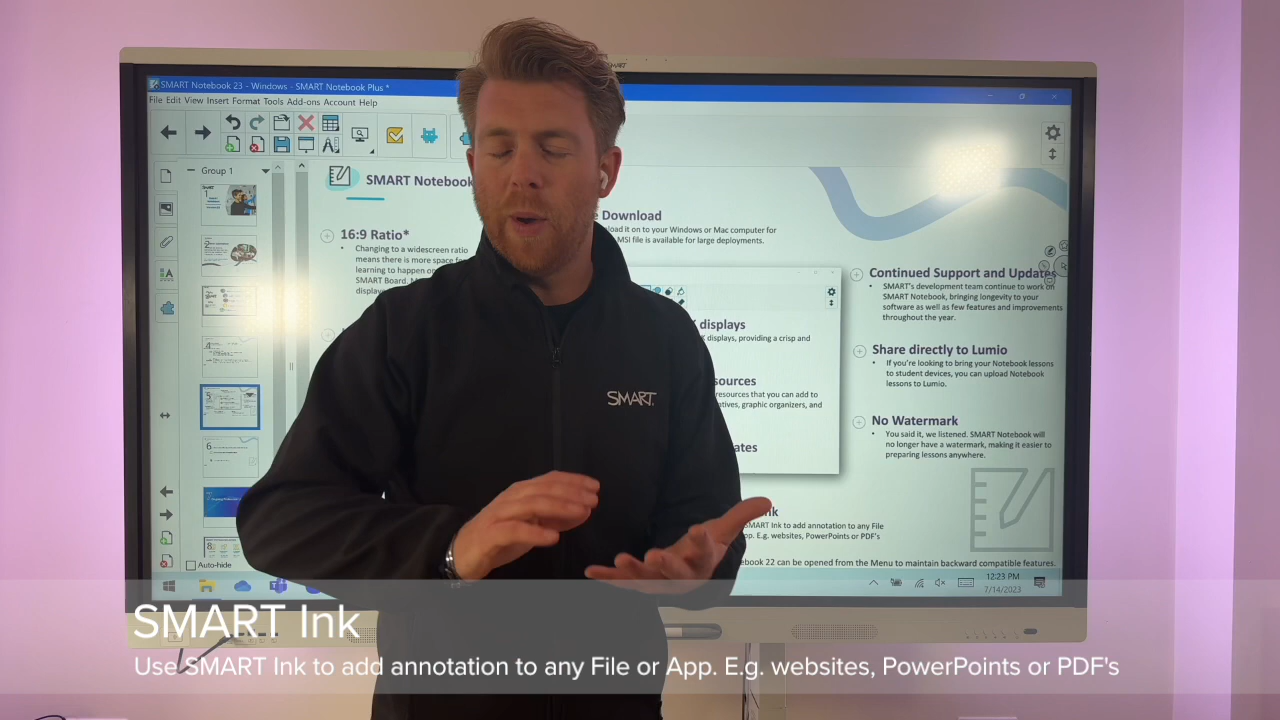 SMART
SMART Notebook 23 - Windows - SMART Notebook Plus *
File Edit View Insert Format Tools Add-ons Account Help
Group 1
SMART Notebook
16:9 Ratio*
Changing to a widescreen ratio
means there is more space
learning to happen
SMART Board.
Download
it on to your Windows or Mac computer for
MSI file is available for large deployments.
displays
displays, providing a crisp and
resources that you can add to
graphic organizers, and
SMART Ink to add annotation to any File
E.g. websites, PowerPoints or PDF's
Continued Support and Updates
SMART's development team continue to work on
SMART Notebook, bringing longevity to your
software as well as few features and improvements
throughout the year.
Share directly to Lumio
If you're looking to bring your Notebook lessons
to student devices, you can upload Notebook
lessons to Lumio.
No Watermark
You said it, we listened. SMART Notebook will
no longer have a watermark, making it easier to
preparing lessons anywhere.
22 can be opened from the Menu to maintain backward compatible features.
Auto-hide
12:23 PM
7/14/2023
SMART
SMART Ink
Use SMART Ink to add annotation to any File or App. E.g. websites, PowerPoints or PDF's